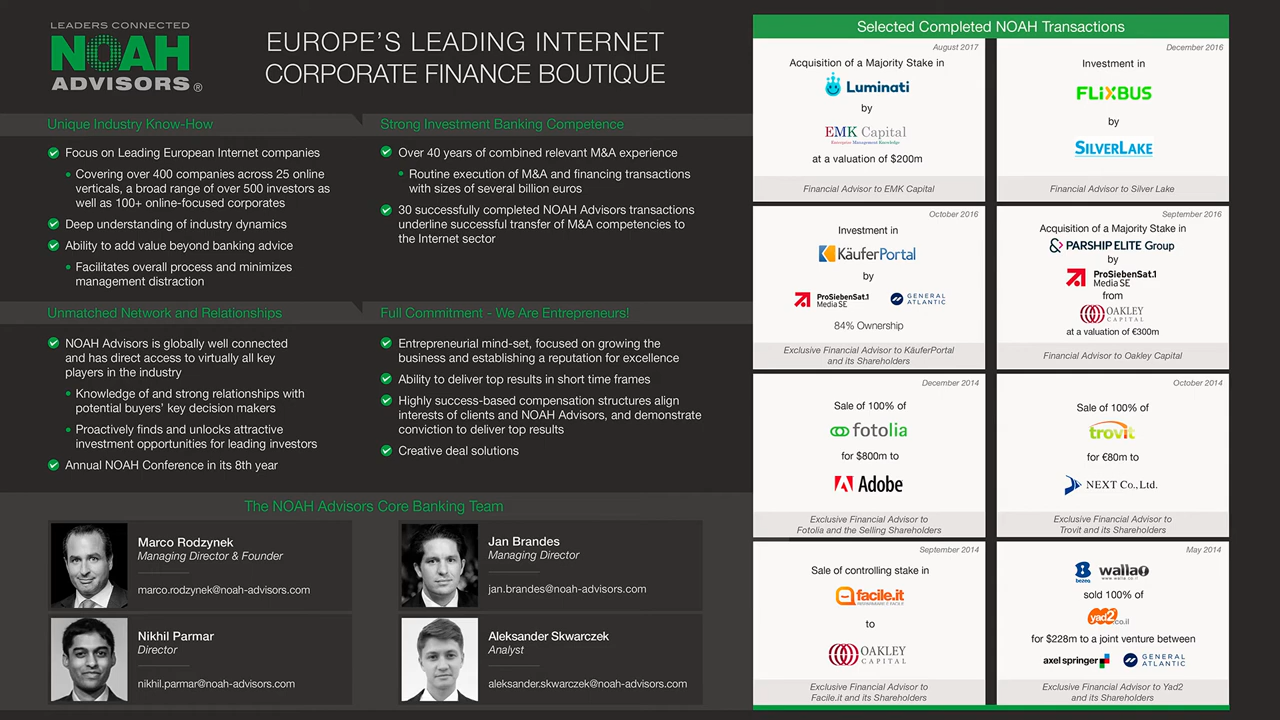 LEADERS CONNECTED
NOAH
ADVISORS®
EUROPE'S LEADING INTERNET
CORPORATE FINANCE BOUTIQUE
Unique Industry Know-How
Focus on Leading European Internet companies
• Covering over 400 companies across 25 online
verticals, a broad range of over 500 investors as
well as 100+ online-focused corporates
Deep understanding of industry dynamics
Ability to add value beyond banking advice
• Facilitates overall process and minimizes
management distraction
Strong Investment Banking Competence
Over 40 years of combined relevant M&A experience
• Routine execution of M&A and financing transactions
with sizes of several billion euros
30 successfully completed NOAH Advisors transactions
underline successful transfer of M&A competencies to
the Internet sector
Unmatched Network and Relationships
NOAH Advisors is globally well connected
and has direct access to virtually all key
players in the industry
• Knowledge of and strong relationships with
potential buyers' key decision makers
• Proactively finds and unlocks attractive
investment opportunities for leading investors
Annual NOAH Conference in its 8th year
Full Commitment - We Are Entrepreneurs!
Entrepreneurial mind-set, focused on growing the
business and establishing a reputation for excellence
Ability to deliver top results in short time frames
Highly success-based compensation structures align
interests of clients and NOAH Advisors, and demonstrate
conviction to deliver top results
Creative deal solutions
The NOAH Advisors Core Banking Team
Marco Rodzynek
Managing Director & Founder
marco.rodzynek@noah-advisors.com
Jan Brandes
Managing Director
jan.brandes@noah-advisors.com
Nikhil Parmar
Director
nikhil.parmar@noah-advisors.com
Aleksander Skwarczek
Analyst
aleksander.skwarczek@noah-advisors.com
Selected Completed NOAH Transactions
August 2017
Acquisition of a Majority Stake in
Luminati
by
EMK Capital
Enterprise Management Knowledge
at a valuation of $200m
Financial Advisor to EMK Capital
December 2016
Investment in
FLiXBUS
by
SILVERLAKE
Financial Advisor to Silver Lake
October 2016
Investment in
KäuferPortal
by
ProSiebenSat.1
Media SE
GENERAL
ATLANTIC
84% Ownership
Exclusive Financial Advisor to KäuferPortal
and its Shareholders
September 2016
Acquisition of a Majority Stake in
PARSHIP ELITE Group
by
ProSiebenSat.1
Media SE
from
OAKLEY
CAPITAL
at a valuation of €300m
Financial Advisor to Oakley Capital
December 2014
Sale of 100% of
fotolia
for $800m to
Adobe
Exclusive Financial Advisor to
Fotolia and the Selling Shareholders
October 2014
Sale of 100% of
trovit
for €80m to
NEXT Co., Ltd.
Exclusive Financial Advisor to
Trovit and its Shareholders
September 2014
Sale of controlling stake in
facile.it
to
OAKLEY
CAPITAL
Exclusive Financial Advisor to
Facile.it and its Shareholders
May 2014
bezeq
walla!
www.walla.co.il
sold 100% of
yad2
co.il
for $228m to a joint venture between
axel springer
GENERAL
ATLANTIC
Exclusive Financial Advisor to Yad2
and its Shareholders